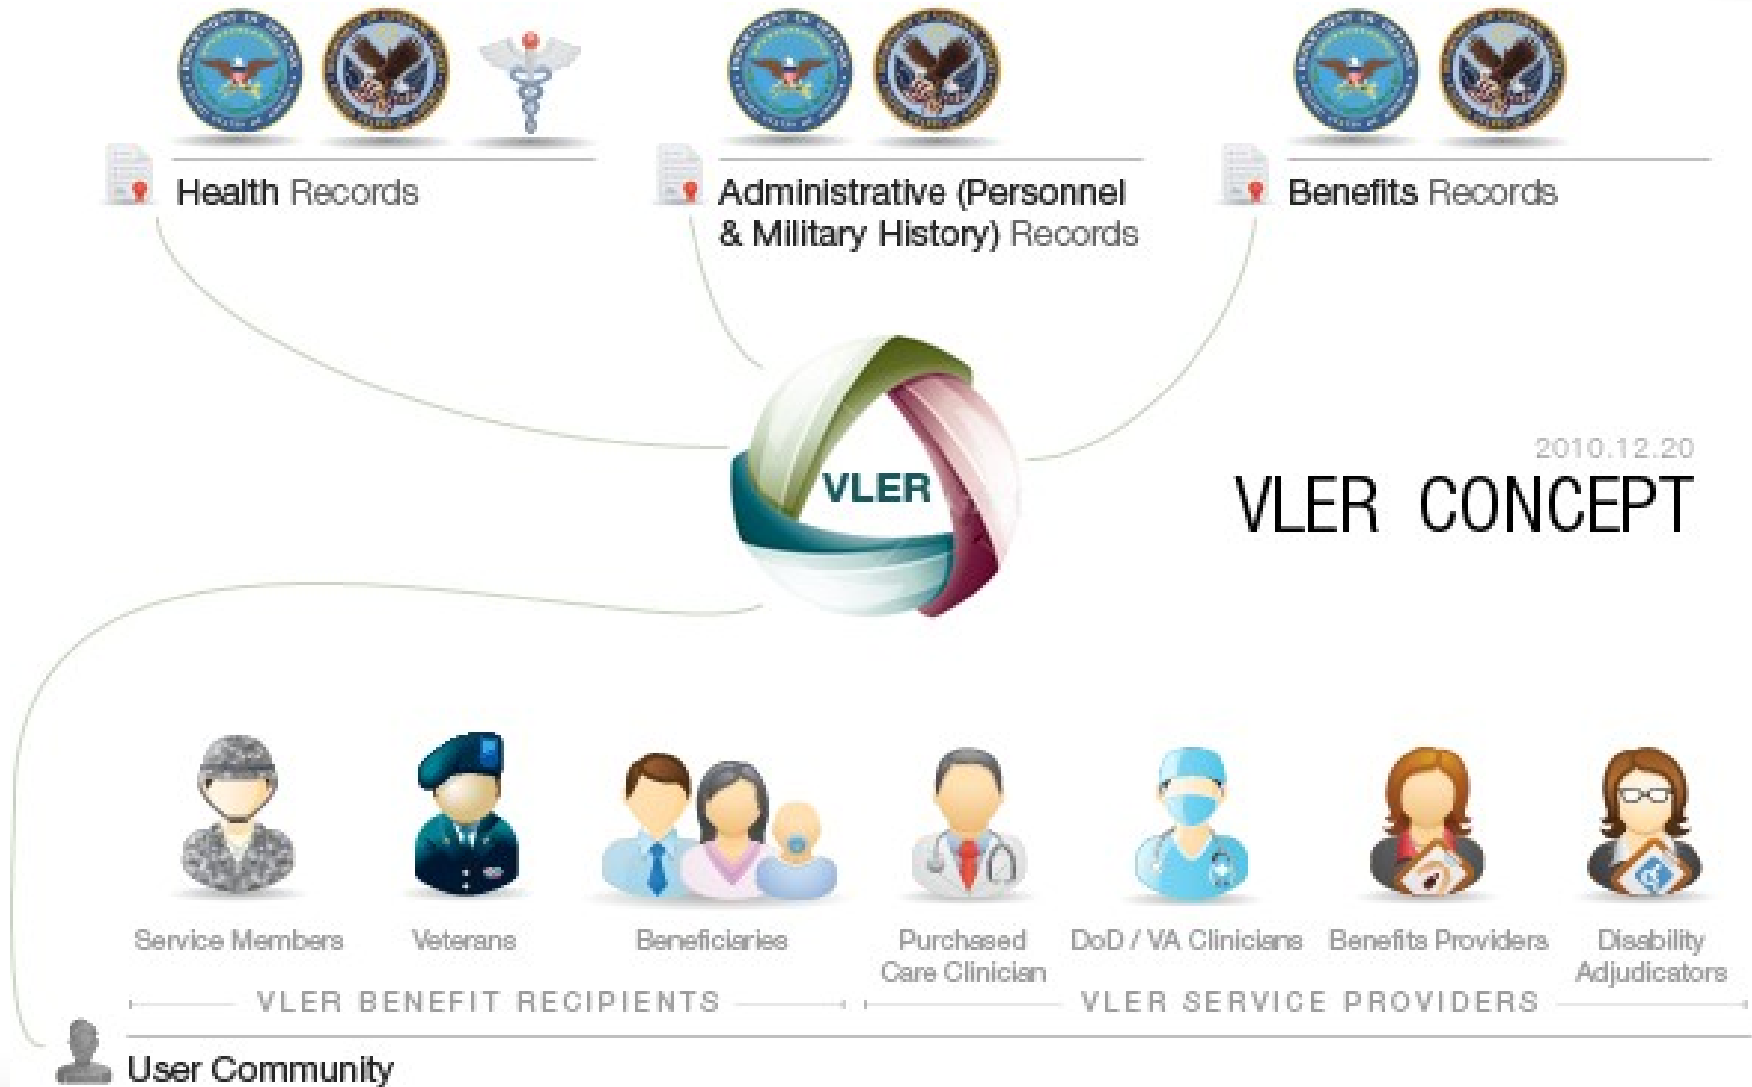 Health Records
Administrative (Personnel
& Military History) Records
Benefits Records
VLER
2010.12.20
VLER CONCEPT
Service Members
Veterans
Beneficiaries
Purchased
Care Clinician
DoD / VA Clinicians
Benefits Providers
Disability
Adjudicators
VLER BENEFIT RECIPIENTS
VLER SERVICE PROVIDERS
User Community